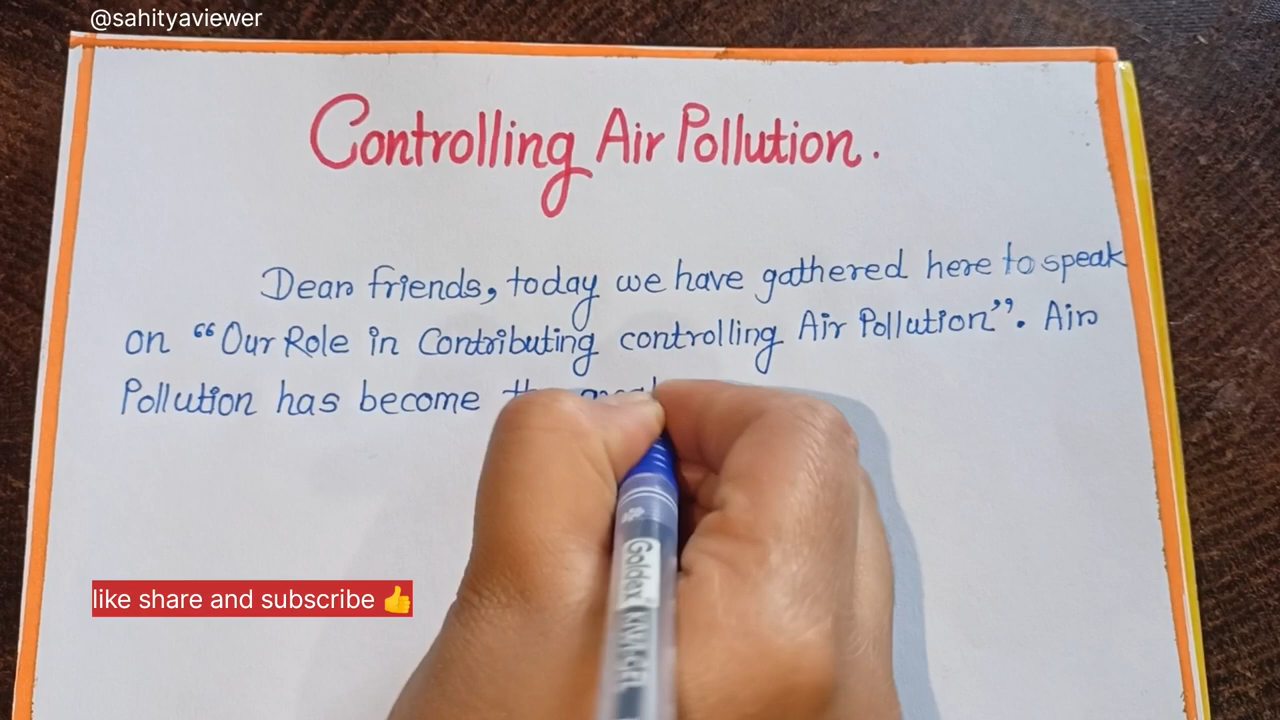 @sahityaviewer
Controlling Air Pollution.
Dear friends, today we have gathered here to speak
on "Our Role in Contributing controlling Air Pollution". Air
Pollution has become
like share and subscribe 👍
Goldex